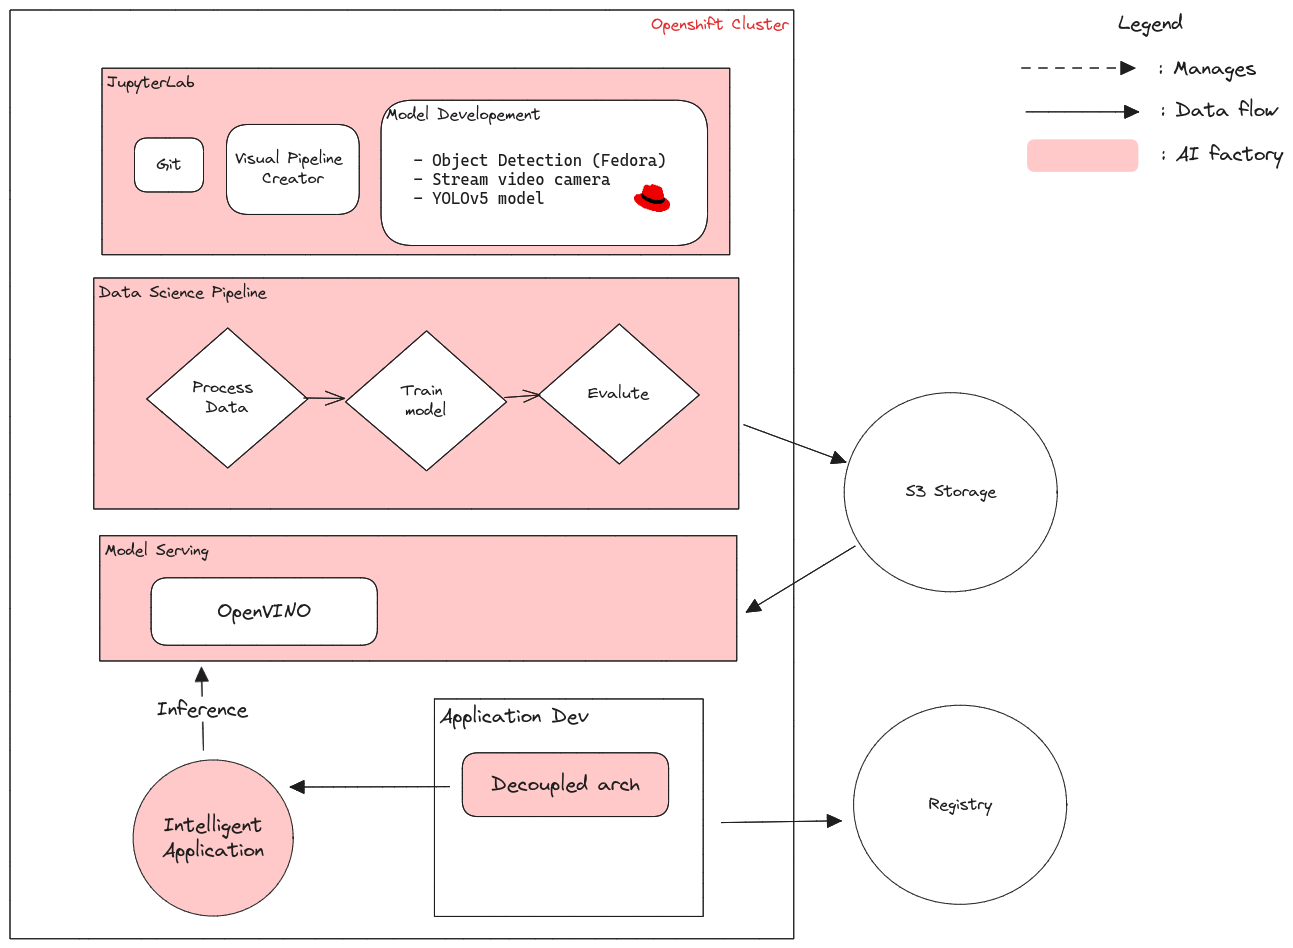 Openshift Cluster
Legend
: Manages
: Data flow
: AI factory
JupyterLab
Git
Visual Pipeline
Creator
Model Developement
- Object Detection (Fedora)
- Stream video camera
- YOLOv5 model
Data Science Pipeline
Process
Data
Train
model
Evalute
S3 Storage
Model Serving
OpenVINO
Inference
Application Dev
Decoupled arch
Intelligent
Application
Registry